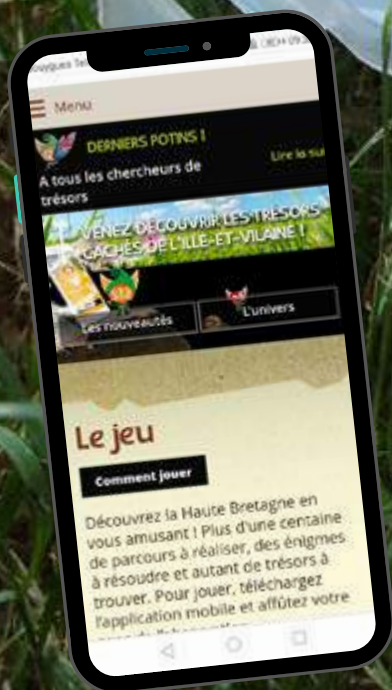 Menu
DERNIERS POTINS !
A tous les chercheurs de
trésors
Lire la sui
VENEZ DÉCOUVRIR LES TRÉSORS
CACHÉS DE L'ILLE-ET-VILAINE !
Les nouveautés
L'univers
Le jeu
Comment jouer
Découvrez la Haute Bretagne en
vous amusant ! Plus d'une centaine
de parcours à réaliser, des énigmes
à résoudre et autant de trésors à
trouver. Pour jouer, téléchargez
l'application mobile et affûtez votre